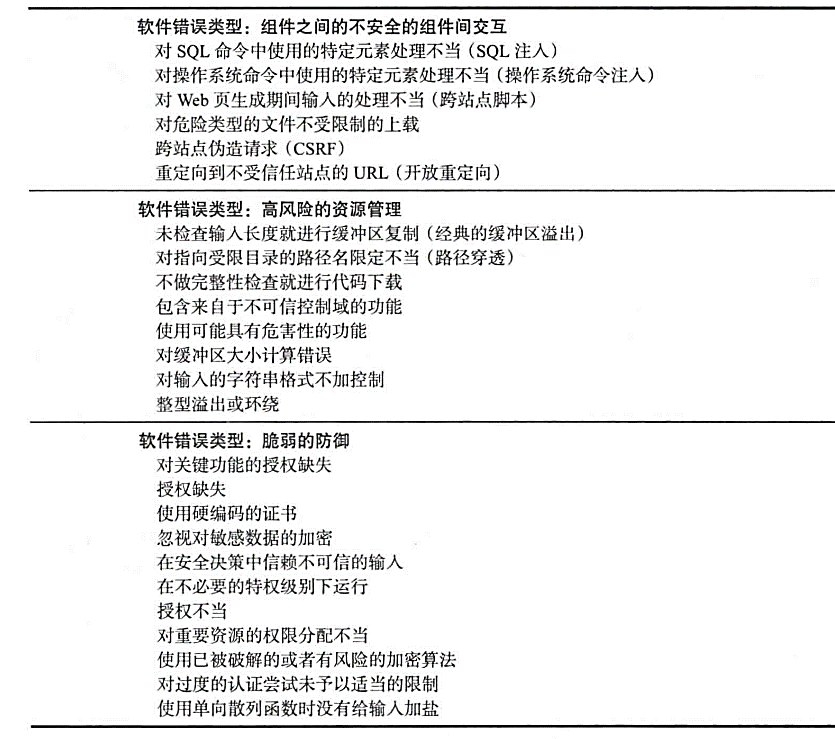 软件错误类型：组件之间的不安全的组件间交互
对 SQL 命令中使用的特定元素处理不当（SQL 注入）
对操作系统命令中使用的特定元素处理不当（操作系统命令注入）
对 Web 页生成期间输入的处理不当（跨站点脚本）
对危险类型的文件不受限制的上载
跨站点伪造请求（CSRF）
重定向到不受信任站点的 URL（开放重定向）
软件错误类型：高风险的资源管理
未检查输入长度就进行缓冲区复制（经典的缓冲区溢出）
对指向受限目录的路径名限定不当（路径穿透）
不做完整性检查就进行代码下载
包含来自于不可信控制域的功能
使用可能具有危害性的功能
对缓冲区大小计算错误
对输入的字符串格式不加控制
整型溢出或环绕
软件错误类型：脆弱的防御
对关键功能的授权缺失
授权缺失
使用硬编码的证书
忽视对敏感数据的加密
在安全决策中信赖不可信的输入
在不必要的特权级别下运行
授权不当
对重要资源的权限分配不当
使用已被破解的或者有风险的加密算法
对过度的认证尝试未予以适当的限制
使用单向散列函数时没有给输入加盐